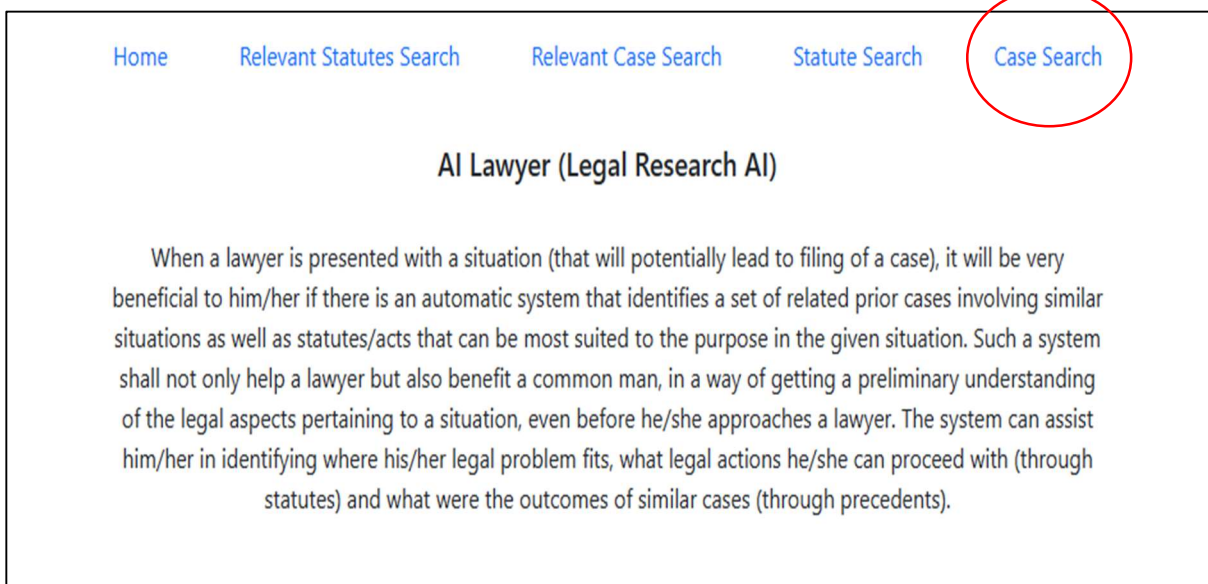 Home Relevant Statutes Search Relevant Case Search Statute Search Case Search
AI Lawyer (Legal Research AI)
When a lawyer is presented with a situation (that will potentially lead to filing of a case), it will be very
beneficial to him/her if there is an automatic system that identifies a set of related prior cases involving similar
situations as well as statutes/acts that can be most suited to the purpose in the given situation. Such a system
shall not only help a lawyer but also benefit a common man, in a way of getting a preliminary understanding
of the legal aspects pertaining to a situation, even before he/she approaches a lawyer. The system can assist
him/her in identifying where his/her legal problem fits, what legal actions he/she can proceed with (through
statutes) and what were the outcomes of similar cases (through precedents).